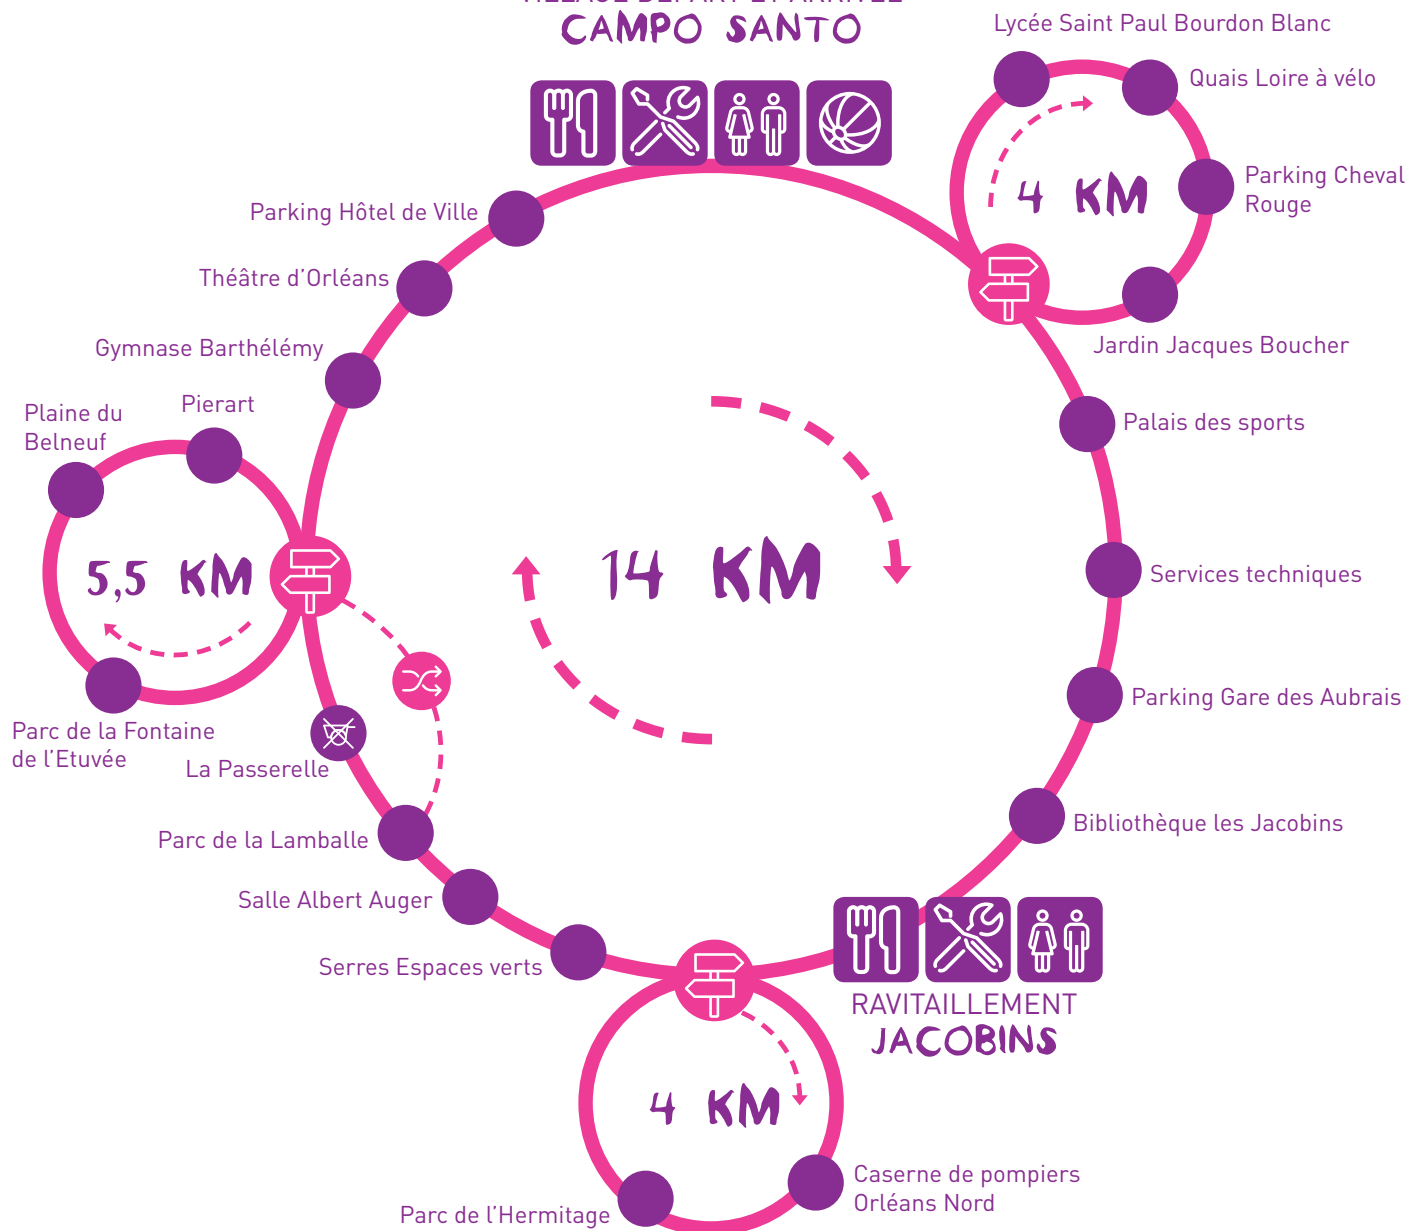 CAMPO SANTO
Lycée Saint Paul Bourdon Blanc
Quais Loire à vélo
Parking Cheval
Rouge
4 KM
Jardin Jacques Boucher
Parking Hôtel de Ville
Théâtre d'Orléans
Gymnase Barthélémy
Pierart
Plaine du
Belneuf
5,5 KM
Parc de la Fontaine
de l'Etuvée
14 KM
Palais des sports
Services techniques
Parking Gare des Aubrais
Bibliothèque les Jacobins
La Passerelle
Parc de la Lamballe
Salle Albert Auger
Serres Espaces verts
RAVITAILLEMENT
JACOBINS
4 KM
Caserne de pompiers
Orléans Nord
Parc de l'Hermitage